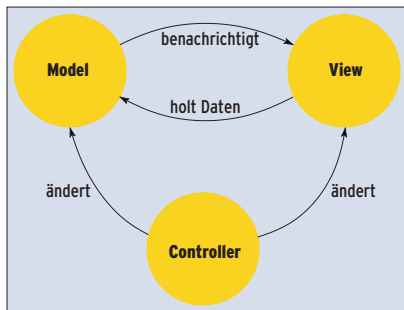 benachrichtigt
Model
View
holt Daten
ändert
ändert
Controller